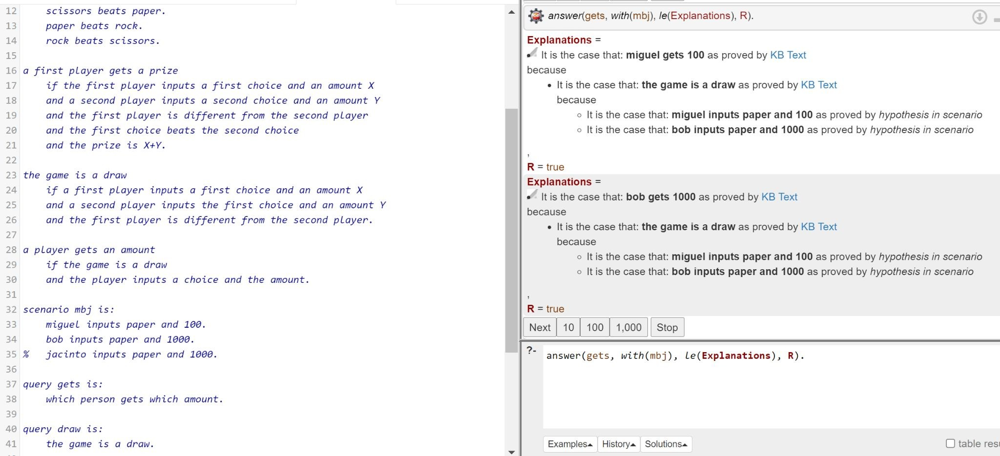 12 scissors beats paper.
13 paper beats rock.
14 rock beats scissors.
15
16 a first player gets a prize
17 if the first player inputs a first choice and an amount X
18 and a second player inputs a second choice and an amount Y
19 and the first player is different from the second player
20 and the first choice beats the second choice
21 and the prize is X+Y.
22
23 the game is a draw
24 if a first player inputs a first choice and an amount X
25 and a second player inputs the first choice and an amount Y
26 and the first player is different from the second player.
27
28 a player gets an amount
29 if the game is a draw
30 and the player inputs a choice and the amount.
31
32 scenario mbj is:
33 miguel inputs paper and 100.
34 bob inputs paper and 1000.
35 % jacinto inputs paper and 1000.
36
37 query gets is:
38 which person gets which amount.
39
40 query draw is:
41 the game is a draw.
answer(gets, with(mbj), le(Explanations), R).
Explanations =
It is the case that: miguel gets 100 as proved by KB Text
because
• It is the case that: the game is a draw as proved by KB Text
because
◦ It is the case that: miguel inputs paper and 100 as proved by hypothesis in scenario
◦ It is the case that: bob inputs paper and 1000 as proved by hypothesis in scenario
,
R = true
Explanations =
It is the case that: bob gets 1000 as proved by KB Text
because
• It is the case that: the game is a draw as proved by KB Text
because
◦ It is the case that: miguel inputs paper and 100 as proved by hypothesis in scenario
◦ It is the case that: bob inputs paper and 1000 as proved by hypothesis in scenario
,
R = true
Next 10 100 1,000 Stop
?- answer(gets, with(mbj), le(Explanations), R).
Examples▴ History▴ Solutions▴ table